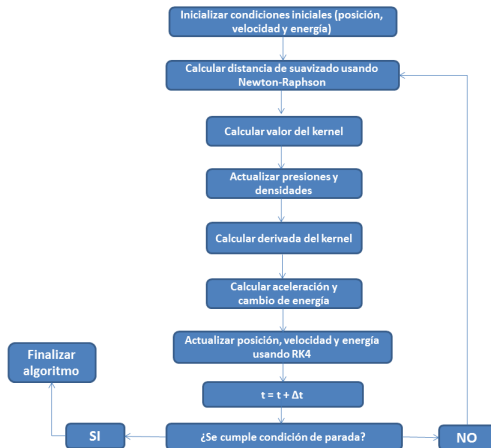 Inicializar condiciones iniciales (posición,
velocidad y energía)
Calcular distancia de suavizado usando
Newton-Raphson
Calcular valor del kernel
Actualizar presiones y
densidades
Calcular derivada del kernel
Calcular aceleración y
cambio de energía
Actualizar posición, velocidad y energía
usando RK4
t = t + Δt
¿Se cumple condición de parada?
SI
NO
Finalizar
algoritmo